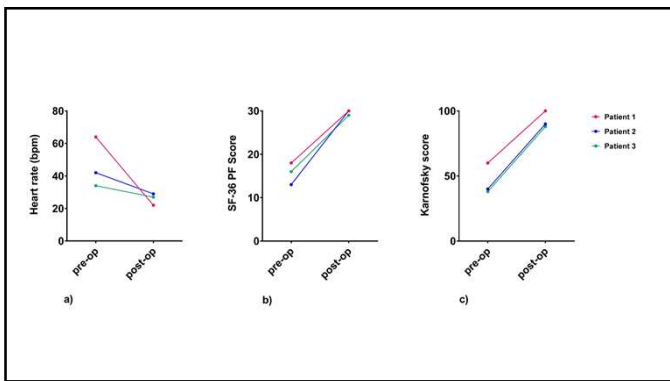 80
60
40
20
0
Heart rate (bpm)
pre-op
post-op
a)
30
20
10
0
SF-36 PF Score
pre-op
post-op
b)
100
50
0
Karnofsky score
pre-op
post-op
c)
Patient 1
Patient 2
Patient 3